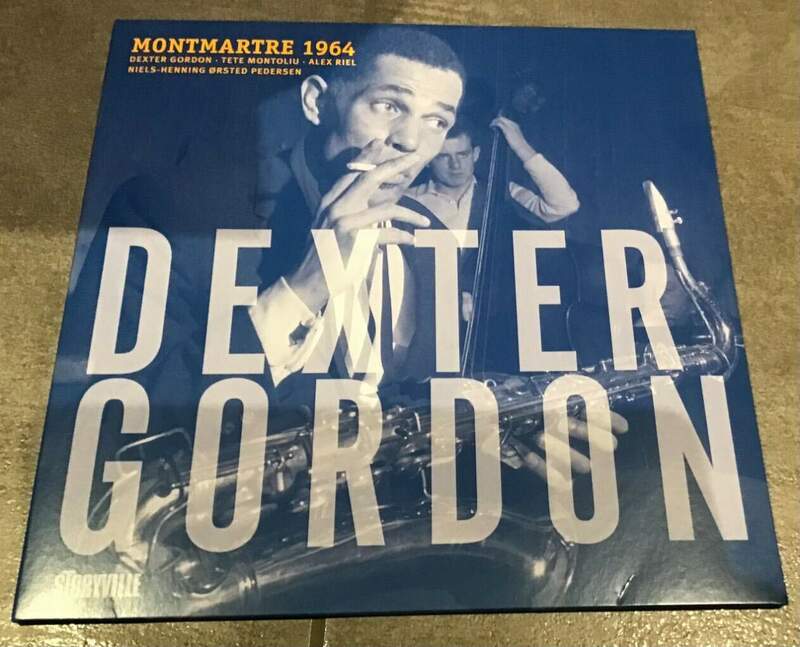 MONTMARTRE 1964
DEXTER GORDON · TETE MONTOLIU · ALEX RIEL
NIELS-HENNING ØRSTED PEDERSEN
DEXTER
GORDON
STORYVILLE